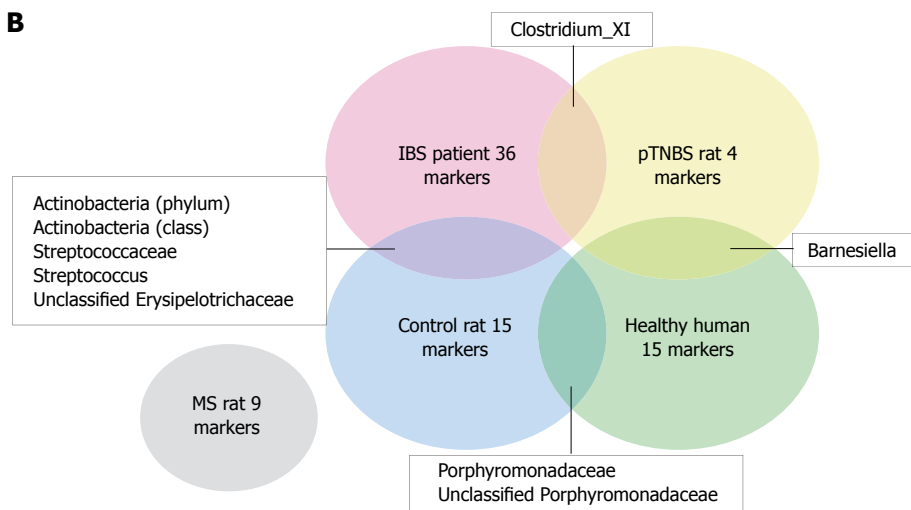 B
Clostridium_XI
IBS patient 36
markers
pTNBS rat 4
markers
Actinobacteria (phylum)
Actinobacteria (class)
Streptococcaceae
Streptococcus
Unclassified Erysipelotrichaceae
Barnesiella
Control rat 15
markers
Healthy human
15 markers
MS rat 9
markers
Porphyromonadaceae
Unclassified Porphyromonadaceae